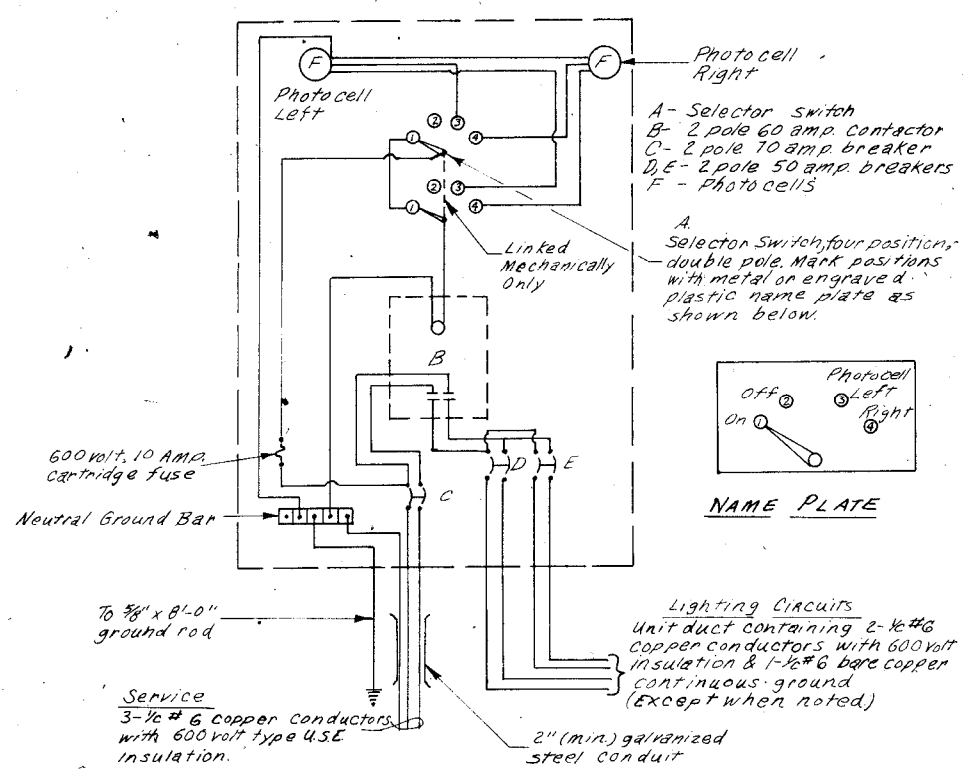 F
F
Photocell
Left
Photocell
Right
A - Selector switch
B - 2 pole 60 amp. contactor
C - 2 pole 70 amp. breaker
D, E - 2 pole 50 amp. breakers
F - Photocells
② ③
① ④
② ③
① ④
Linked
Mechanically
Only
A.
Selector Switch, four position,
double pole. Mark positions
with metal or engraved
plastic name plate as
shown below.
B
Photocell
Off ② ③ Left
Right
On ① ④
NAME PLATE
600 volt, 10 Amp.
cartridge fuse
C
D
E
Neutral Ground Bar
To 5/8" x 8'-0"
ground rod
Service
3-1/c # 6 copper conductors
with 600 volt type U.S.E.
insulation.
2" (min.) galvanized
steel conduit
Lighting Circuits
Unit duct containing 2-1/c #6
copper conductors with 600 volt
insulation & 1-1/c #6 bare copper
continuous ground
(Except when noted.)